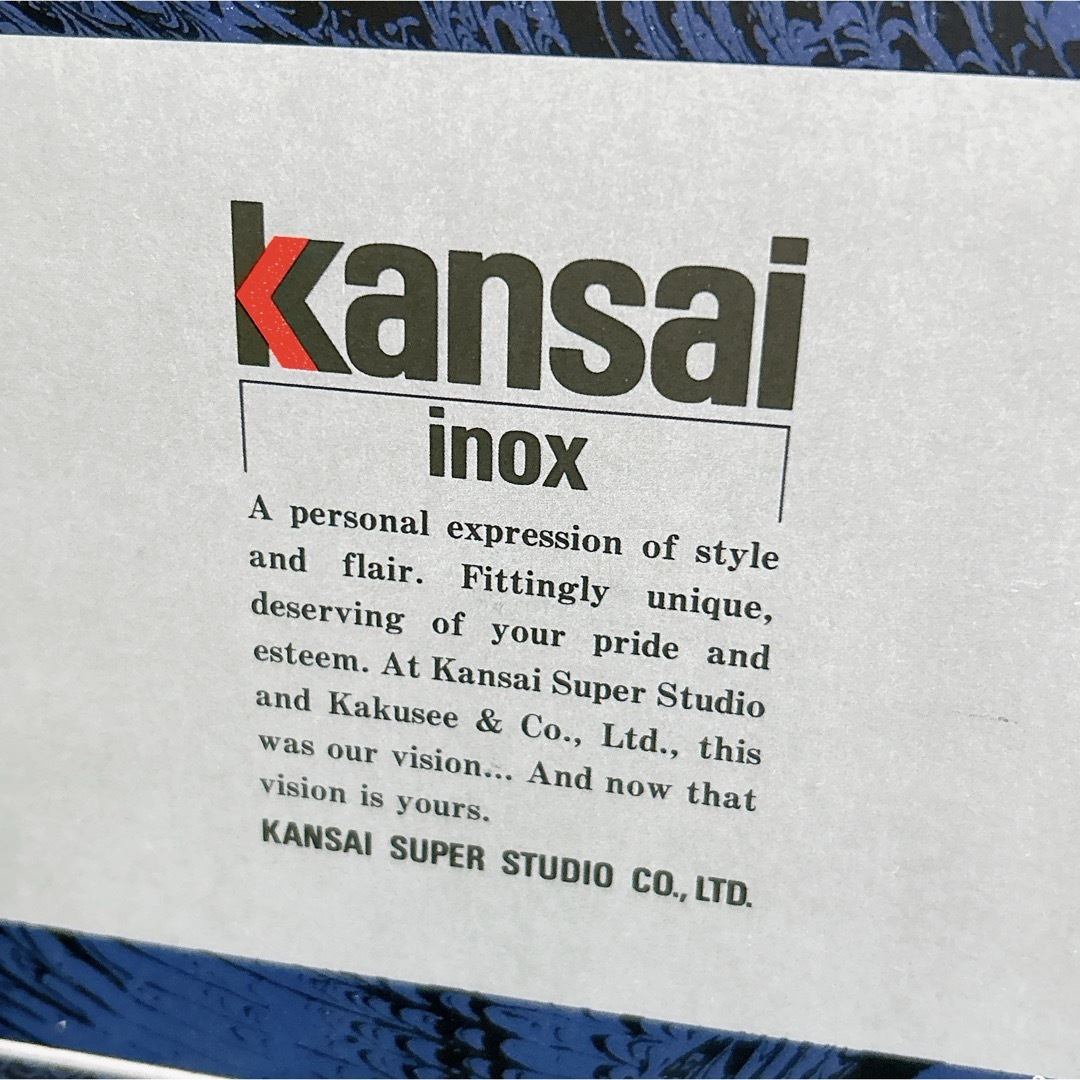 kansai
inox
A personal expression of style
and flair. Fittingly unique,
deserving of your pride and
esteem. At Kansai Super Studio
and Kakusee & Co., Ltd., this
was our vision... And now that
vision is yours.
KANSAI SUPER STUDIO CO., LTD.